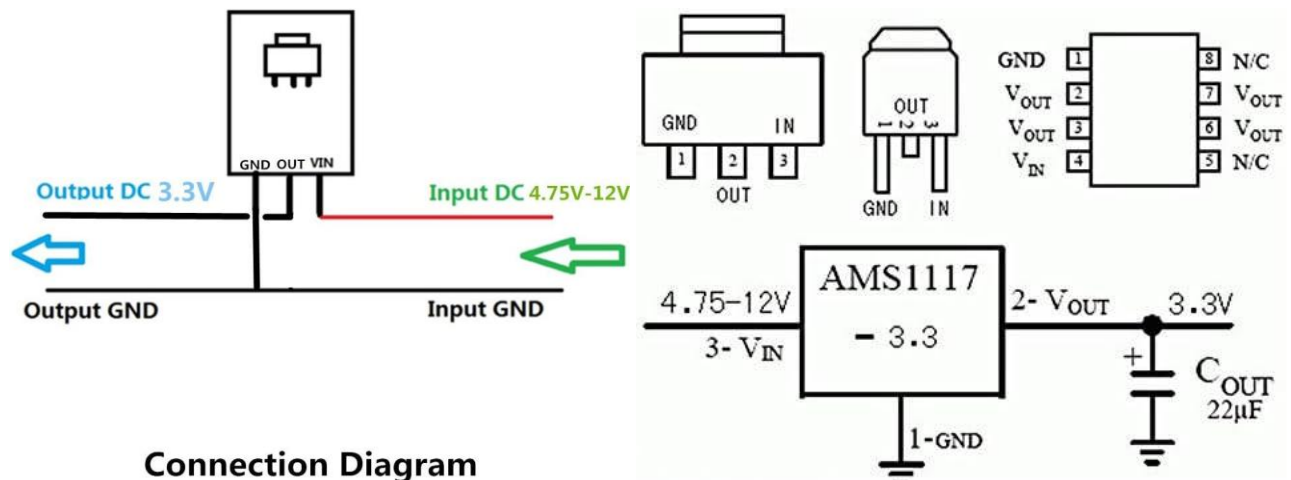 GND OUT VIN
Output DC 3.3V
Input DC 4.75V-12V
Output GND
Input GND
Connection Diagram
GND IN
1 2 3
OUT
OUT
1 2 3
GND IN
GND 1 8 N/C
VOUT 2 7 VOUT
VOUT 3 6 VOUT
VIN 4 5 N/C
AMS1117
- 3.3
4.75-12V
3- VIN
2- VOUT
3.3V
+
COUT
22µF
1-GND